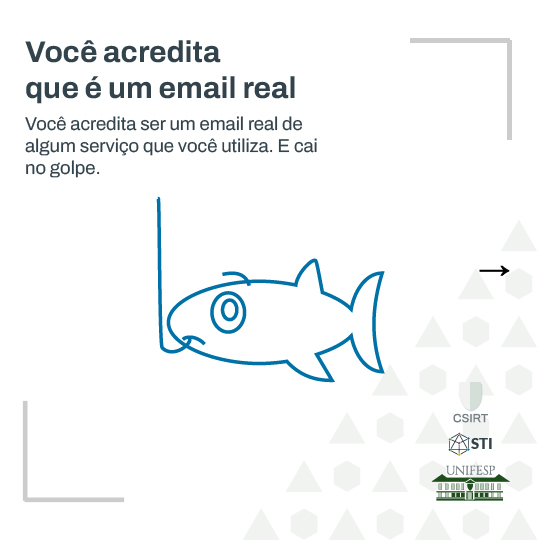 Você acredita
que é um email real
Você acredita ser um email real de
algum serviço que você utiliza. E cai
no golpe.
CSIRT
STI
UNIFESP